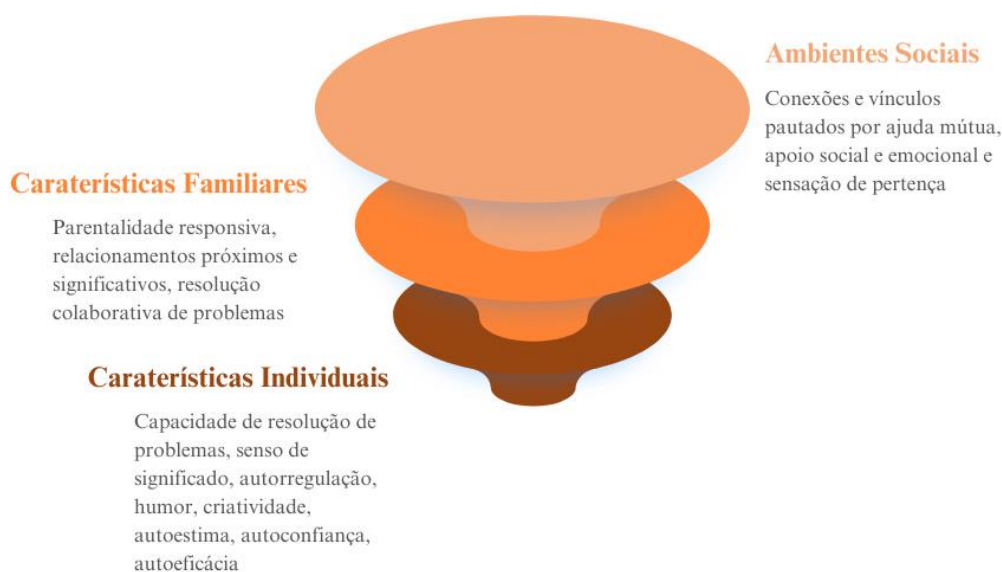 Ambientes Sociais
Conexões e vínculos
pautados por ajuda mútua,
apoio social e emocional e
sensação de pertença
Caraterísticas Familiares
Parentalidade responsiva,
relacionamentos próximos e
significativos, resolução
colaborativa de problemas
Caraterísticas Individuais
Capacidade de resolução de
problemas, senso de
significado, autorregulação,
humor, criatividade,
autoestima, autoconfiança,
autoeficácia